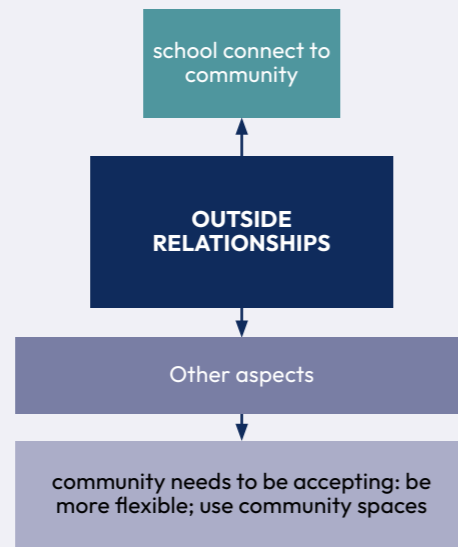 school connect to
community
OUTSIDE
RELATIONSHIPS
Other aspects
community needs to be accepting: be
more flexible; use community spaces